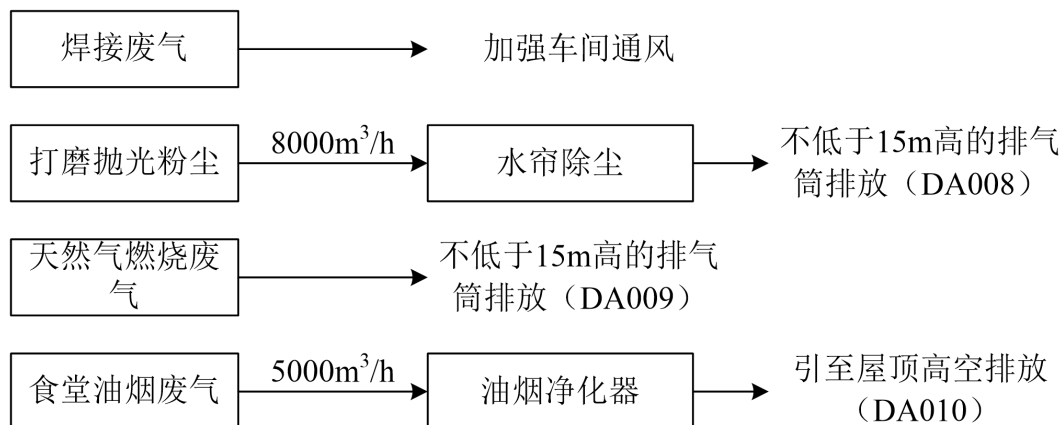 焊接废气
加强车间通风
打磨抛光粉尘
8000m³/h
水帘除尘
不低于15m高的排气
筒排放（DA008）
天然气燃烧废
气
不低于15m高的排气
筒排放（DA009）
食堂油烟废气
5000m³/h
油烟净化器
引至屋顶高空排放
（DA010）